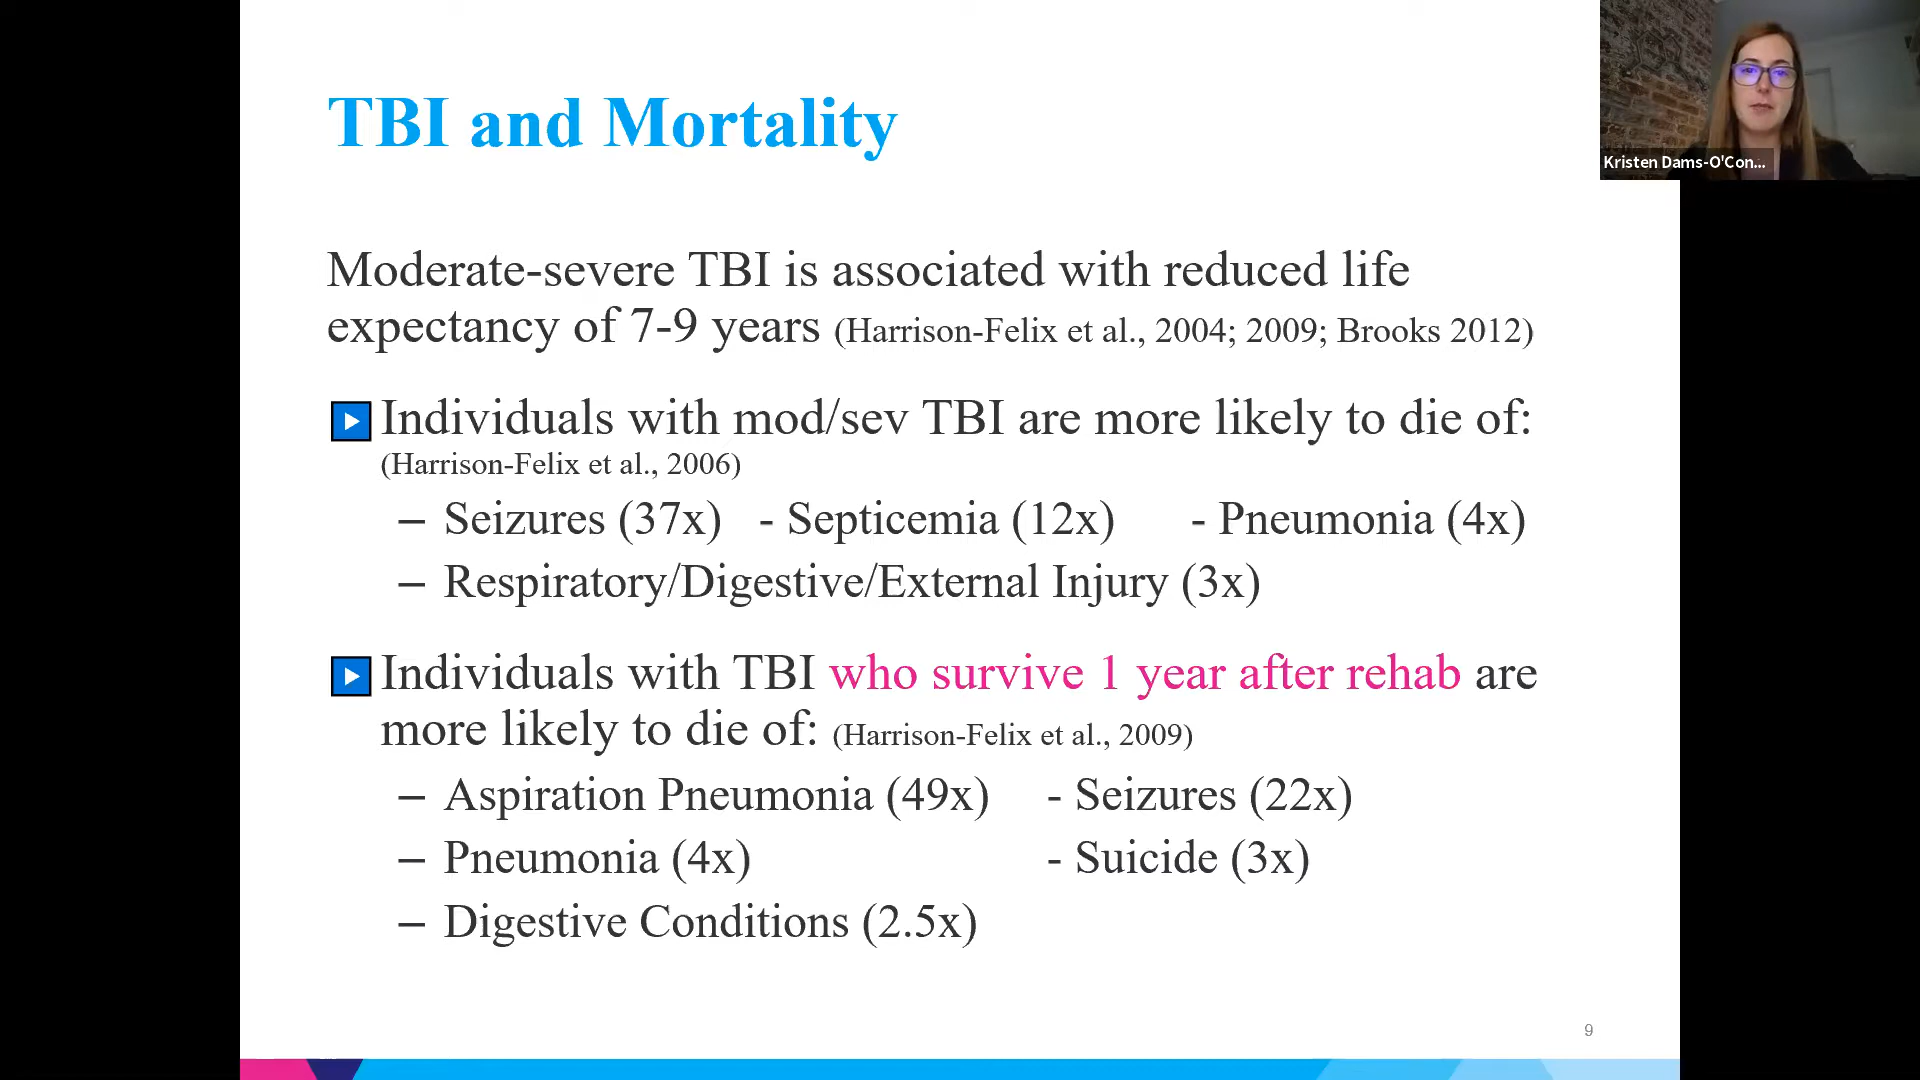 TBI and Mortality
Kristen Dams-O'Con...
Moderate-severe TBI is associated with reduced life
expectancy of 7-9 years (Harrison-Felix et al., 2004; 2009; Brooks 2012)
Individuals with mod/sev TBI are more likely to die of:
(Harrison-Felix et al., 2006)
– Seizures (37x) - Septicemia (12x) - Pneumonia (4x)
– Respiratory/Digestive/External Injury (3x)
Individuals with TBI who survive 1 year after rehab are
more likely to die of: (Harrison-Felix et al., 2009)
– Aspiration Pneumonia (49x) - Seizures (22x)
– Pneumonia (4x) - Suicide (3x)
– Digestive Conditions (2.5x)
9